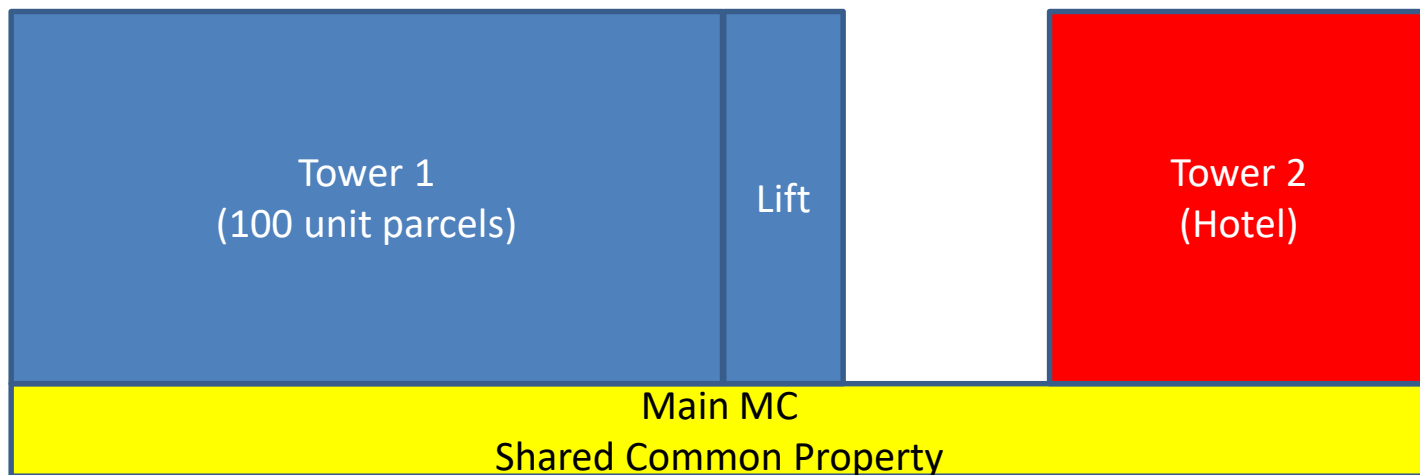 Tower 1
(100 unit parcels)
Lift
Tower 2
(Hotel)
Main MC
Shared Common Property